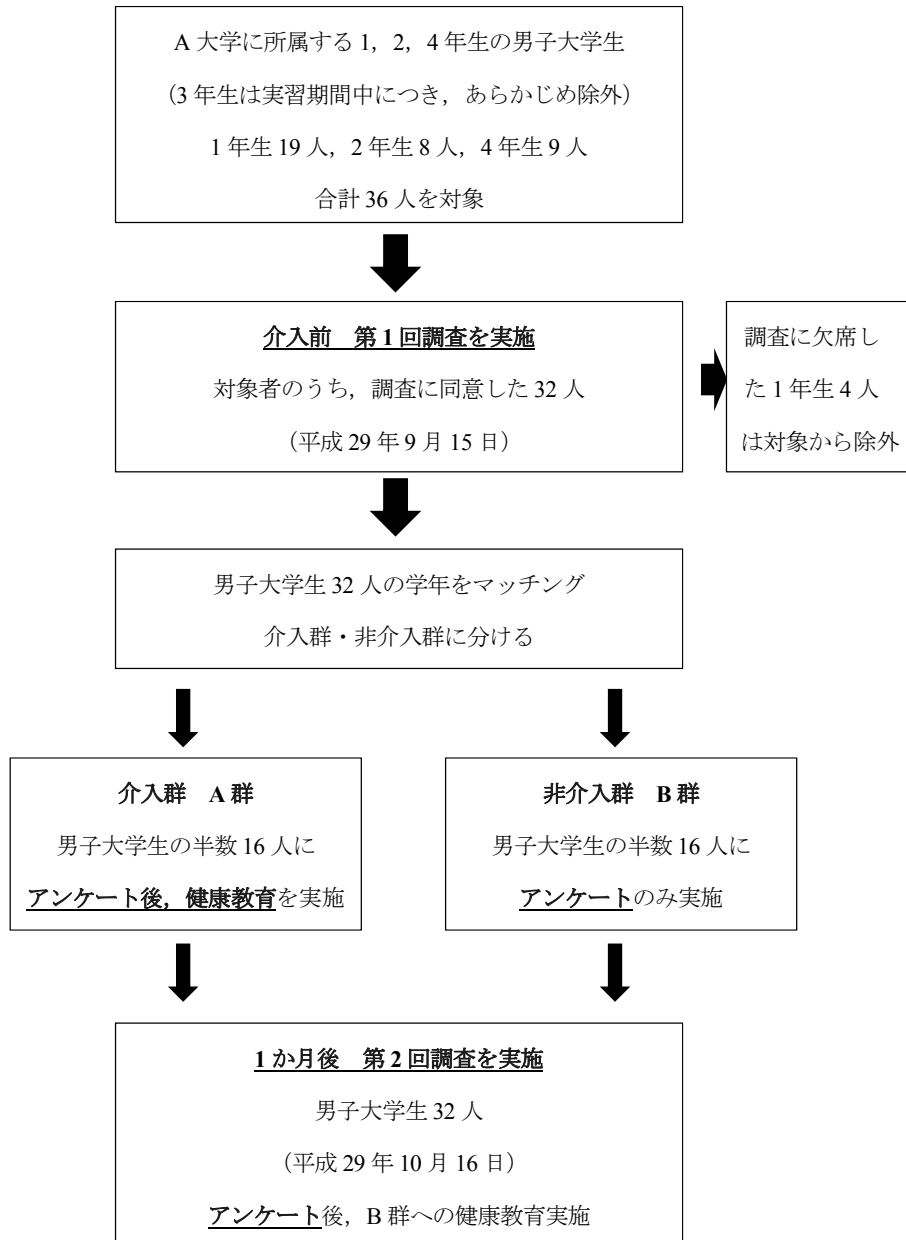 A 大学に所属する 1，2，4 年生の男子大学生
（3 年生は実習期間中につき，あらかじめ除外）
1 年生 19 人，2 年生 8 人，4 年生 9 人
合計 36 人を対象
介入前　第 1 回調査を実施
対象者のうち，調査に同意した 32 人
（平成 29 年 9 月 15 日）
調査に欠席し
た 1 年生 4 人
は対象から除外
男子大学生 32 人の学年をマッチング
介入群・非介入群に分ける
介入群　A 群
男子大学生の半数 16 人に
アンケート後，健康教育を実施
非介入群　B 群
男子大学生の半数 16 人に
アンケートのみ実施
1 か月後　第 2 回調査を実施
男子大学生 32 人
（平成 29 年 10 月 16 日）
アンケート後，B 群への健康教育実施